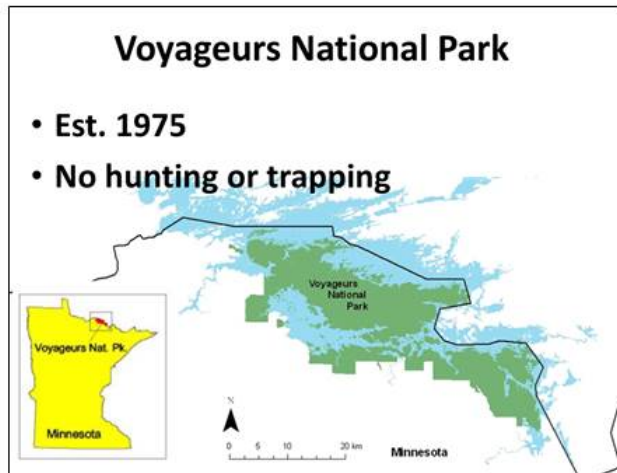 Voyageurs National Park
• Est. 1975
• No hunting or trapping
Voyageurs
National
Park
Voyageurs Nat. Pk.
Minnesota
N
0 5 10 20 km
Minnesota